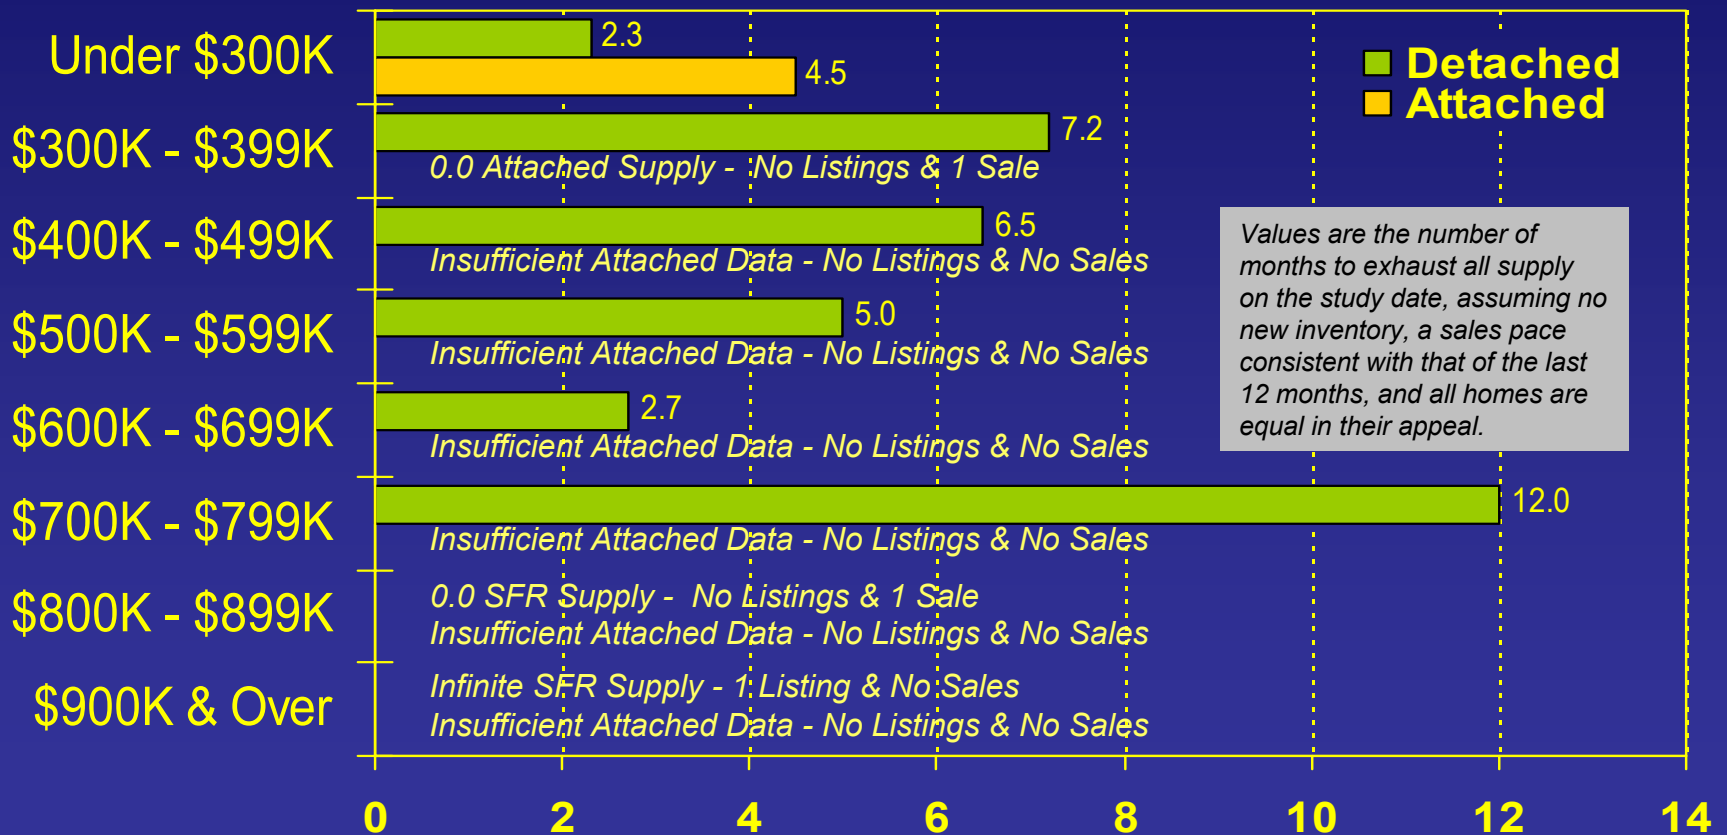 Under $300K
2.3
4.5
Detached
Attached
$300K - $399K
7.2
0.0 Attached Supply -  No Listings & 1 Sale
$400K - $499K
6.5
Insufficient Attached Data - No Listings & No Sales
Values are the number of
months to exhaust all supply
on the study date, assuming no
new inventory, a sales pace
consistent with that of the last
12 months, and all homes are
equal in their appeal.
$500K - $599K
5.0
Insufficient Attached Data - No Listings & No Sales
$600K - $699K
2.7
Insufficient Attached Data - No Listings & No Sales
$700K - $799K
12.0
Insufficient Attached Data - No Listings & No Sales
$800K - $899K
0.0 SFR Supply -  No Listings & 1 Sale
Insufficient Attached Data - No Listings & No Sales
$900K & Over
Infinite SFR Supply - 1 Listing & No Sales
Insufficient Attached Data - No Listings & No Sales
0 2 4 6 8 10 12 14